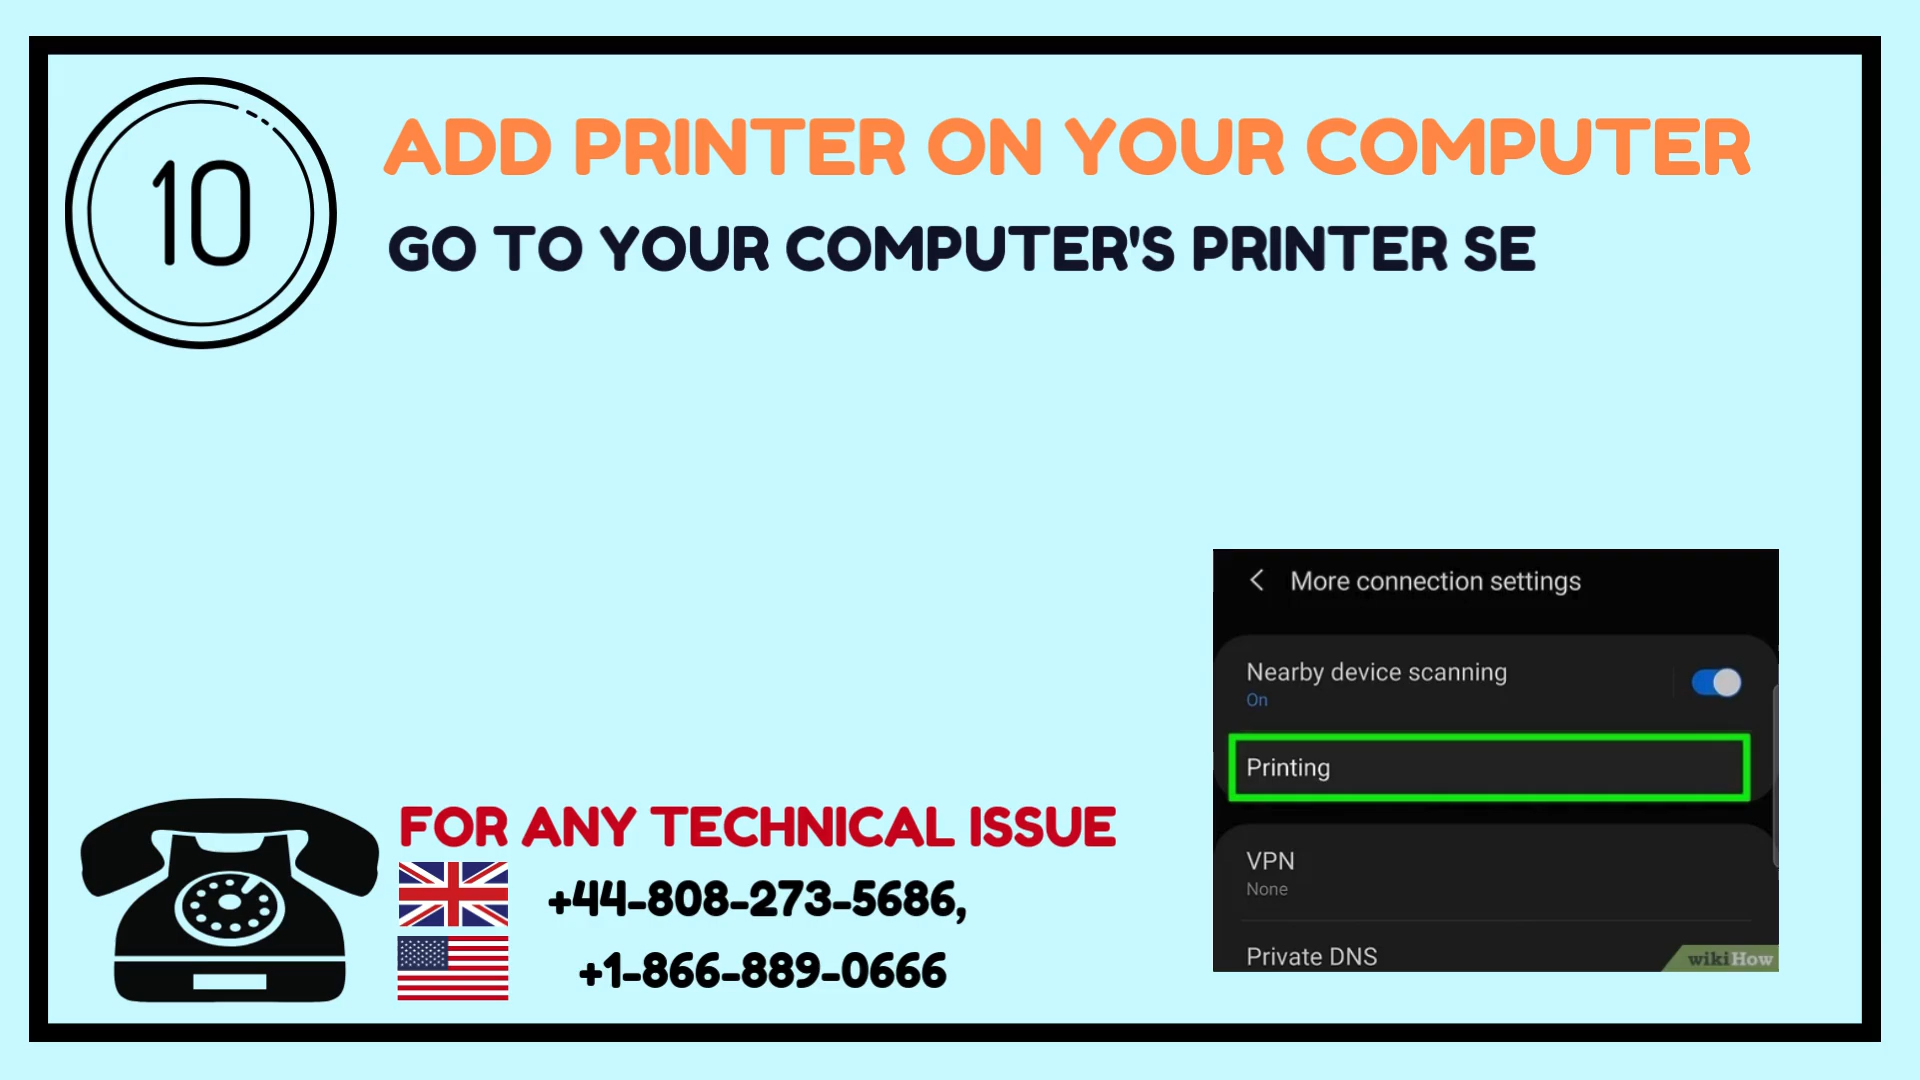 10
ADD PRINTER ON YOUR COMPUTER
GO TO YOUR COMPUTER'S PRINTER SE
More connection settings
Nearby device scanning
On
Printing
VPN
None
Private DNS
wikiHow
FOR ANY TECHNICAL ISSUE
+44-808-273-5686,
+1-866-889-0666